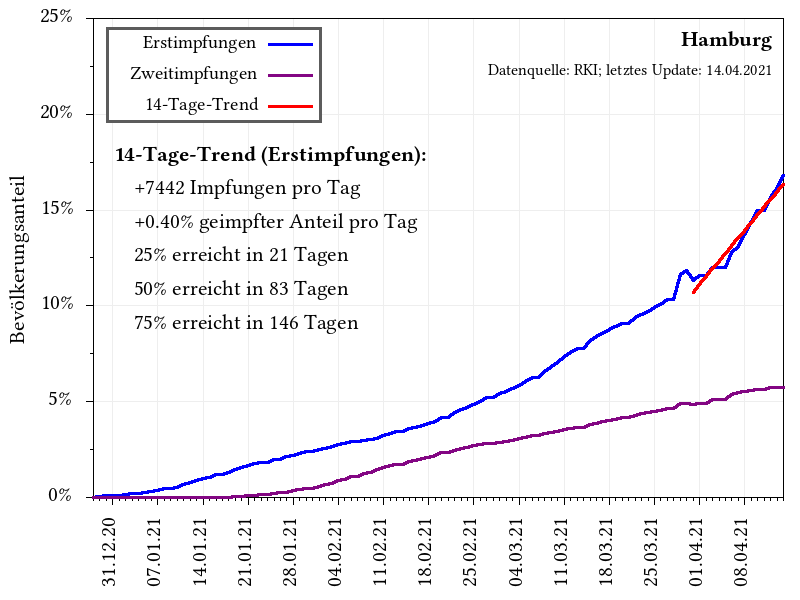 25%
20%
15%
10%
5%
0%
Bevölkerungsanteil
Erstimpfungen
Zweitimpfungen
14-Tage-Trend
Hamburg
Datenquelle: RKI; letztes Update: 14.04.2021
14-Tage-Trend (Erstimpfungen):
+7442 Impfungen pro Tag
+0.40% geimpfter Anteil pro Tag
25% erreicht in 21 Tagen
50% erreicht in 83 Tagen
75% erreicht in 146 Tagen
31.12.20
07.01.21
14.01.21
21.01.21
28.01.21
04.02.21
11.02.21
18.02.21
25.02.21
04.03.21
11.03.21
18.03.21
25.03.21
01.04.21
08.04.21